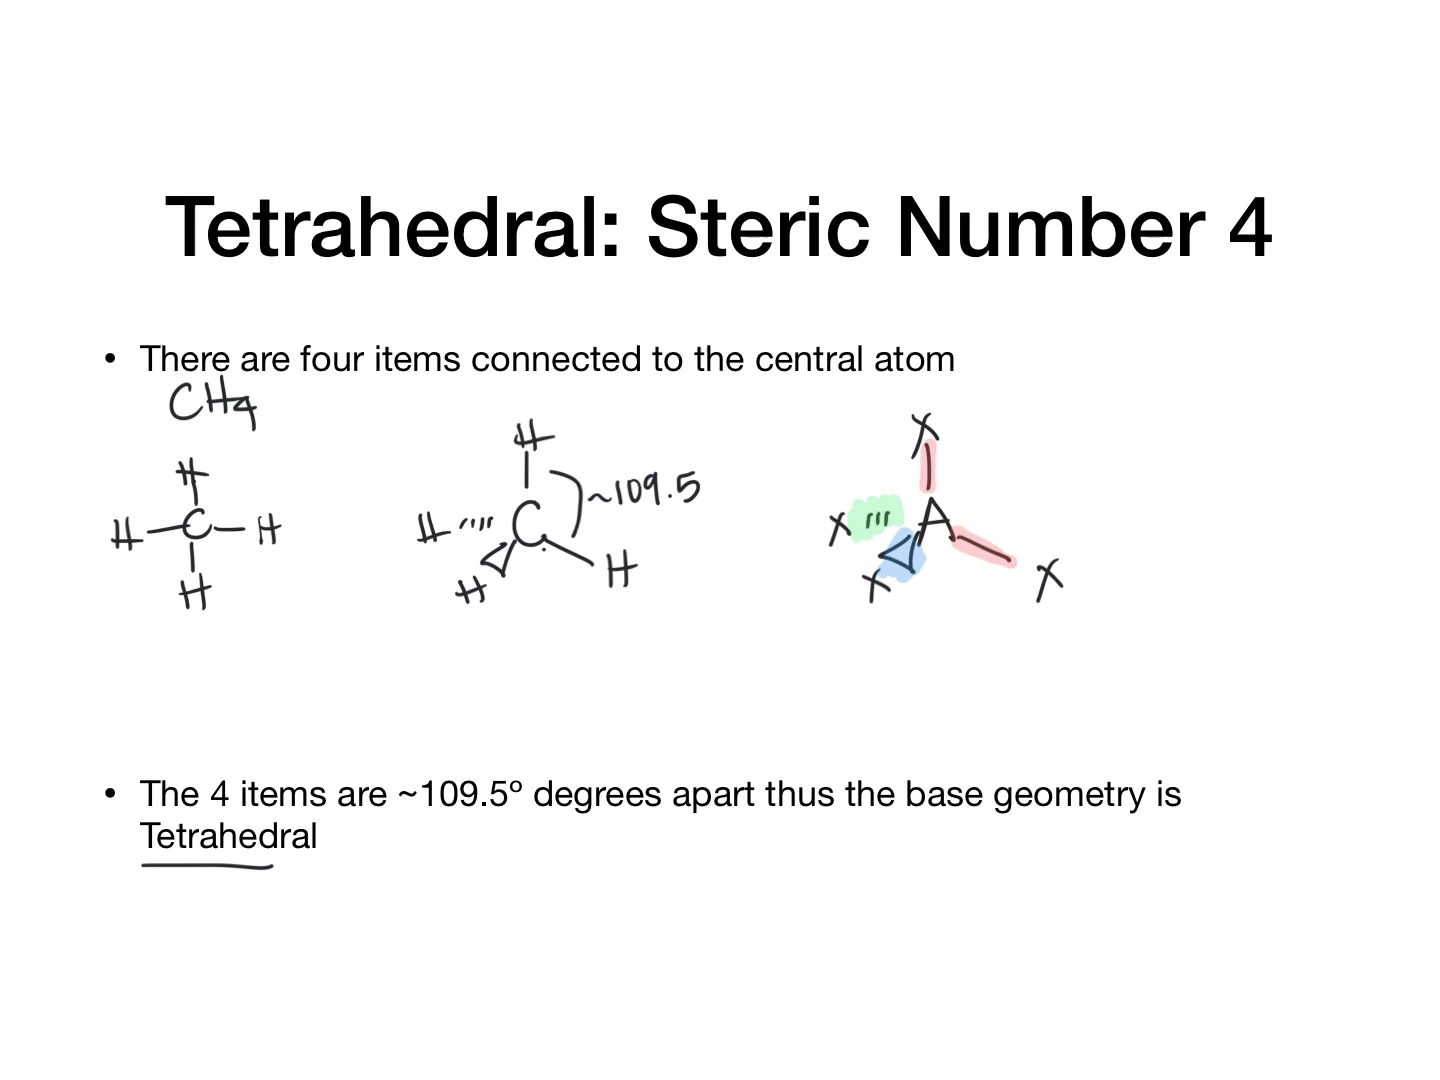 Tetrahedral: Steric Number 4
• There are four items connected to the central atom
CH4
H
H C H
H
H
~109.5
H C
H
H
X
X A
X
X
• The 4 items are ~109.5º degrees apart thus the base geometry is
Tetrahedral